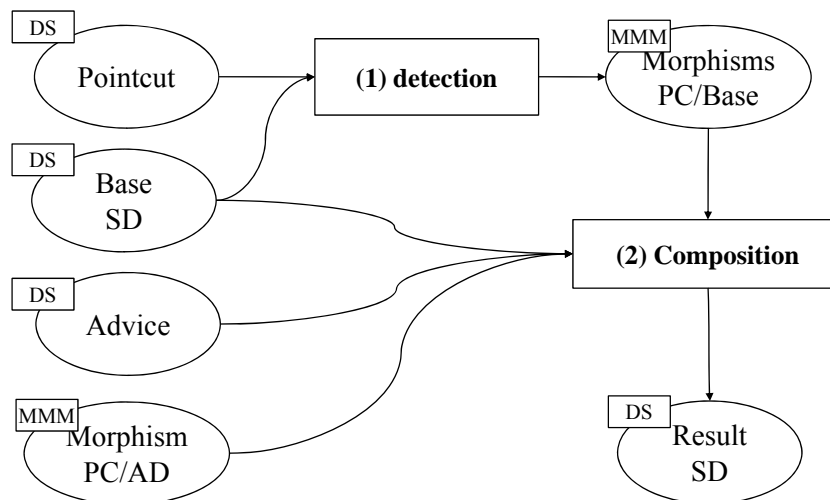 DS
Pointcut
(1) detection
MMM
Morphisms
PC/Base
DS
Base
SD
(2) Composition
DS
Advice
MMM
Morphism
PC/AD
DS
Result
SD